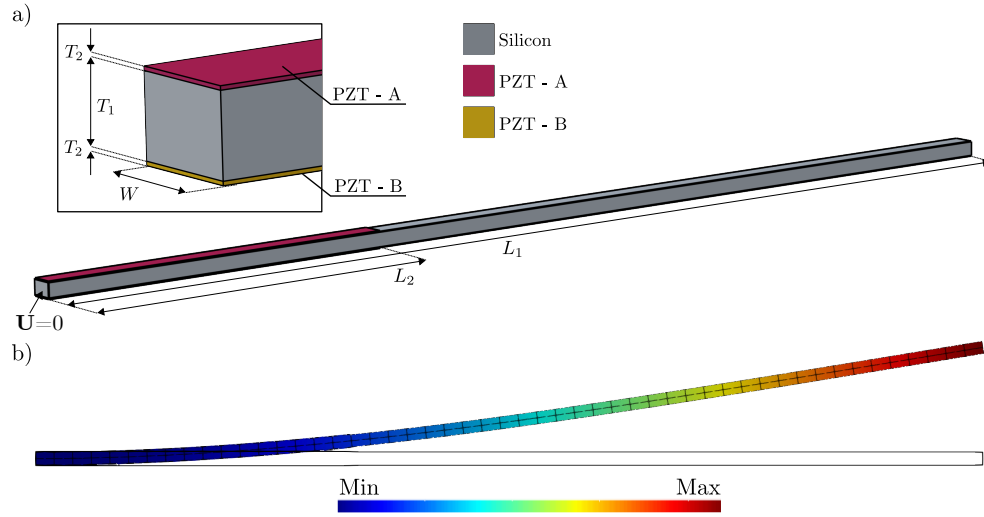 a)
T₂
T₁
T₂
W
PZT - A
PZT - B
Silicon
PZT - A
PZT - B
L₁
L₂
U=0
b)
Min
Max